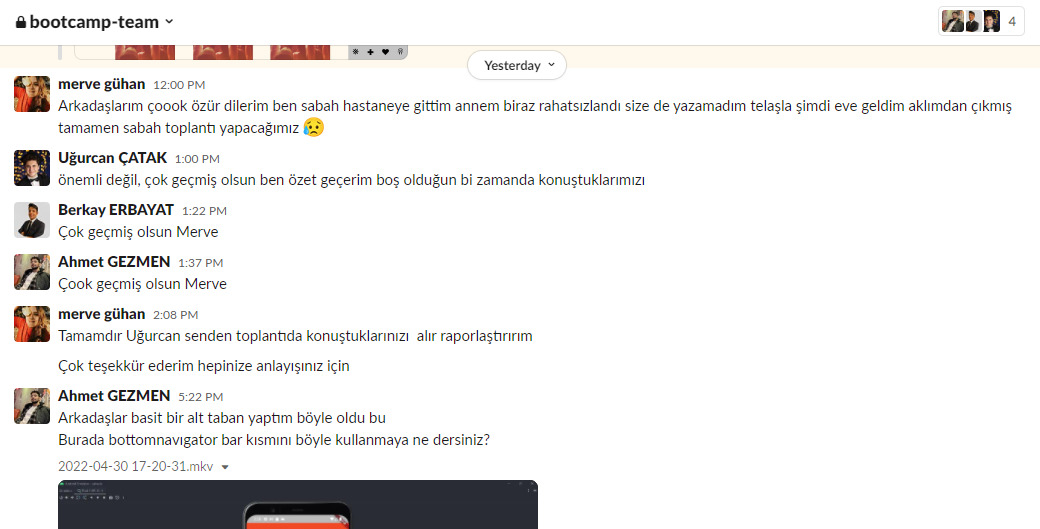 bootcamp-team
4
Yesterday
merve gühan 12:00 PM
Arkadaşlarım çoook özür dilerim ben sabah hastaneye gittim annem biraz rahatsızlandı size de yazamadım telaşla şimdi eve geldim aklımdan çıkmış
tamamen sabah toplantı yapacağımız 😥
Uğurcan ÇATAK 1:00 PM
önemli değil, çok geçmiş olsun ben özet geçerim boş olduğun bi zamanda konuştuklarımızı
Berkay ERBAYAT 1:22 PM
Çok geçmiş olsun Merve
Ahmet GEZMEN 1:37 PM
Çook geçmiş olsun Merve
merve gühan 2:08 PM
Tamamdır Uğurcan senden toplantıda konuştuklarınızı alır raporlaştırırım
Çok teşekkür ederim hepinize anlayışınız için
Ahmet GEZMEN 5:22 PM
Arkadaşlar basit bir alt taban yaptım böyle oldu bu
Burada bottomnavıgator bar kısmını böyle kullanmaya ne dersiniz?
2022-04-30 17-20-31.mkv